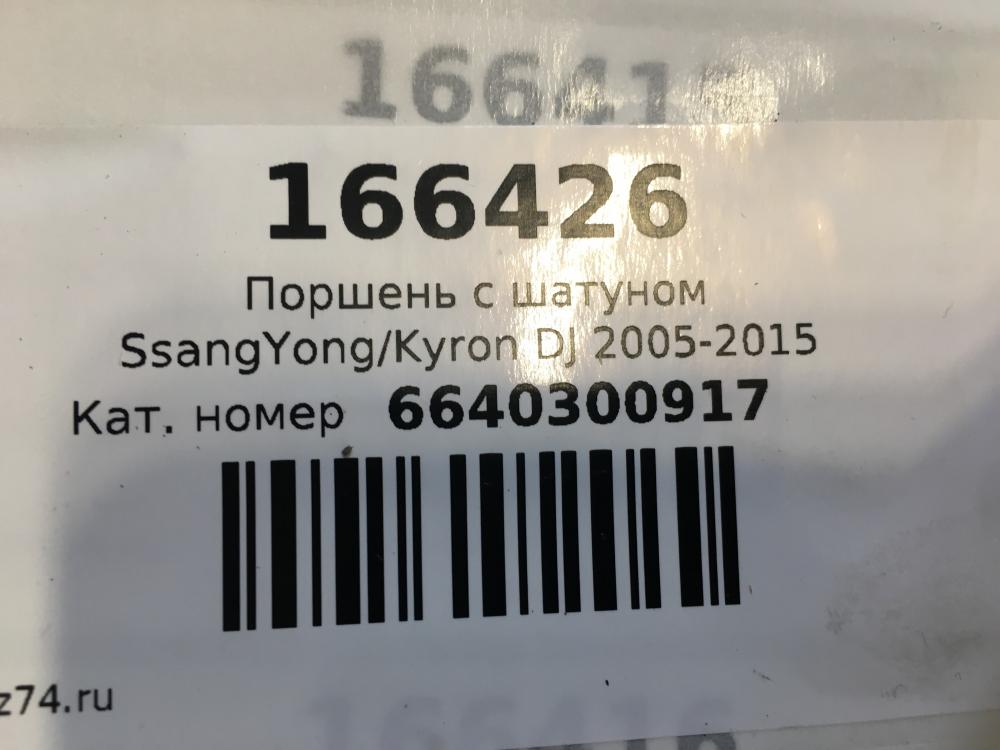 166426
Поршень с шатуном
SsangYong/Kyron DJ 2005-2015
Кат. номер 6640300917
z74.ru